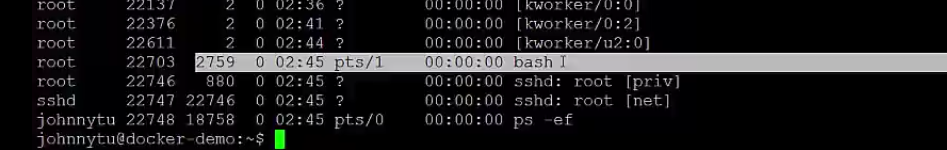 root 22137 2 0 02:36 ? 00:00:00 [kworker/0:0]
root 22376 2 0 02:41 ? 00:00:00 [kworker/0:2]
root 22611 2 0 02:44 ? 00:00:00 [kworker/u2:0]
root 22703 2759 0 02:45 pts/1 00:00:00 bash
root 22746 880 0 02:45 ? 00:00:00 sshd: root [priv]
sshd 22747 22746 0 02:45 ? 00:00:00 sshd: root [net]
johnnytu 22748 18758 0 02:45 pts/0 00:00:00 ps -ef
johnnytu@docker-demo:~$